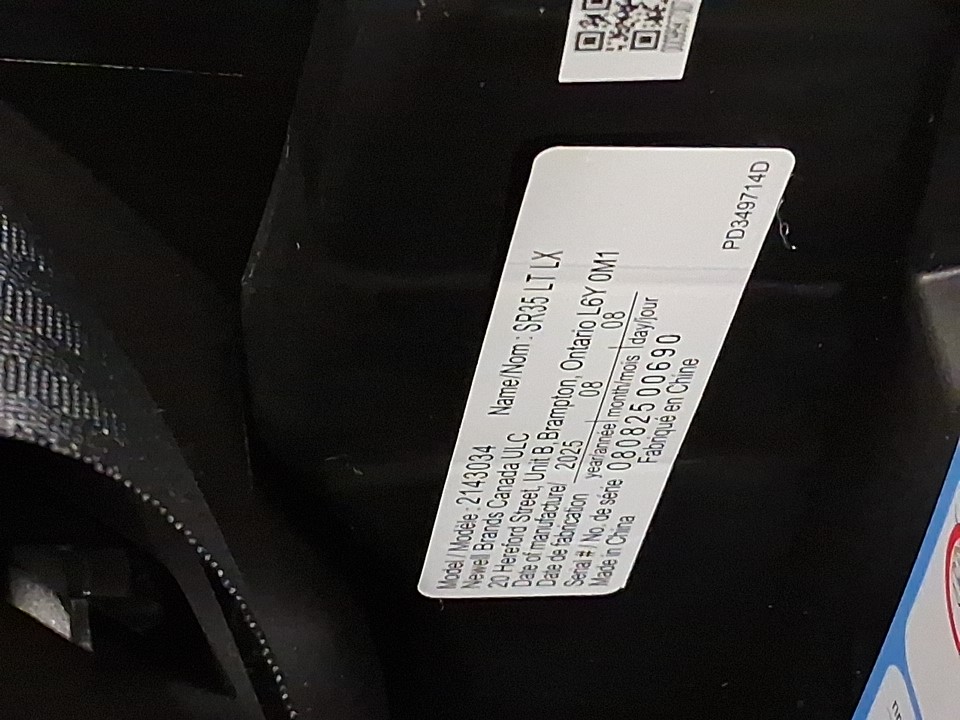 Model / Modèle : 2143034 Name/Nom : SR35 LT LX
Newell Brands Canada ULC
20 Hereford Street, Unit B, Brampton, Ontario L6Y 0M1
Date of manufacture/ 2025 08 08
Date de fabrication year/année month/mois day/jour
Serial # / No. de série 080825 00690
Made in China Fabriqué en Chine
PD349714D